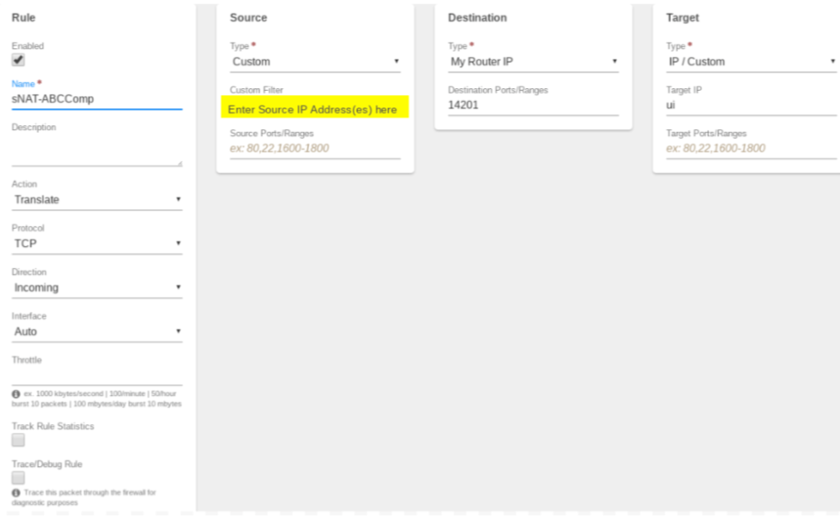 Rule
Enabled
Name *
sNAT-ABCComp
Description
Action
Translate
Protocol
TCP
Direction
Incoming
Interface
Auto
Throttle
ex. 1000 kbytes/second | 100/minute | 50/hour
burst 10 packets | 100 mbytes/day burst 10 mbytes
Track Rule Statistics
Trace/Debug Rule
Trace this packet through the firewall for
diagnostic purposes
Source
Type *
Custom
Custom Filter
Enter Source IP Address(es) here
Source Ports/Ranges
ex: 80,22,1600-1800
Destination
Type *
My Router IP
Destination Ports/Ranges
14201
Target
Type *
IP / Custom
Target IP
ui
Target Ports/Ranges
ex: 80,22,1600-1800